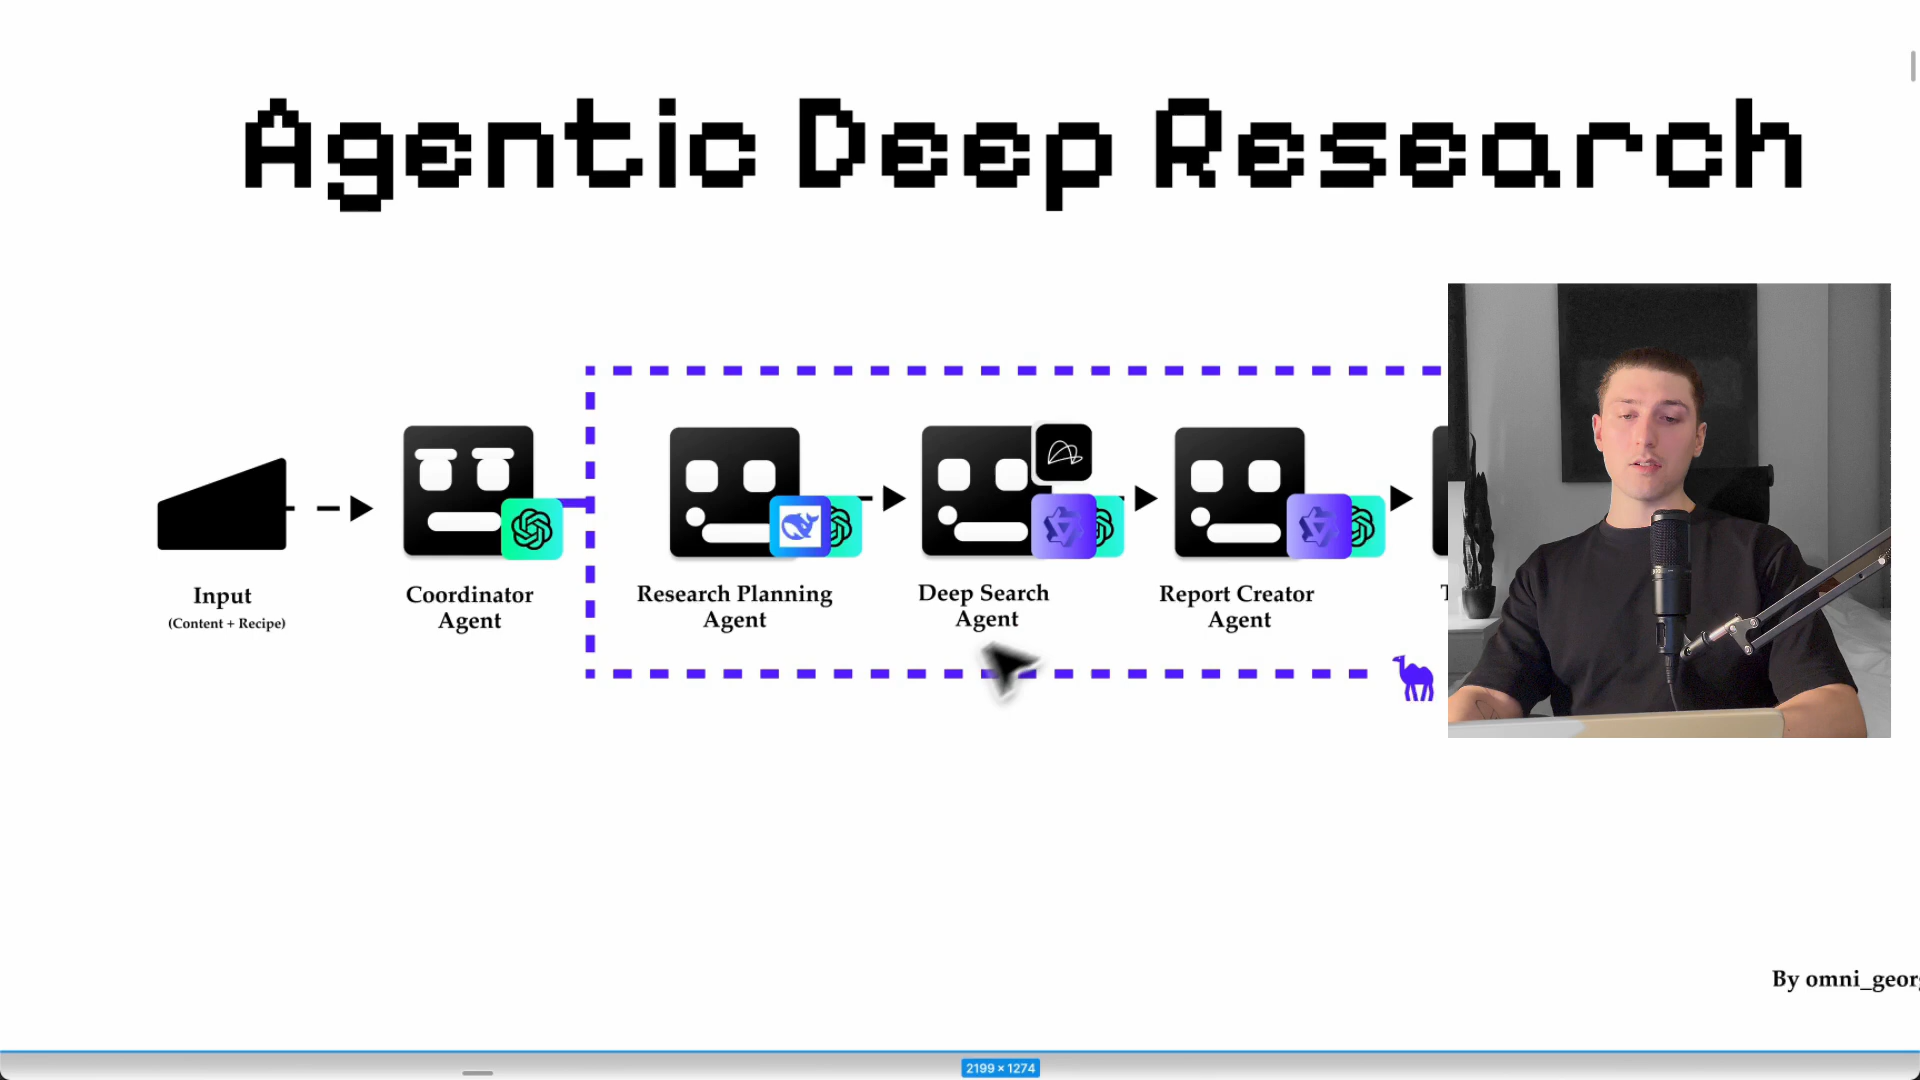 Agentic Deep Research
Input
(Content + Recipe)
Coordinator
Agent
Research Planning
Agent
Deep Search
Agent
Report Creator
Agent
By omni_geor
2199 × 1274